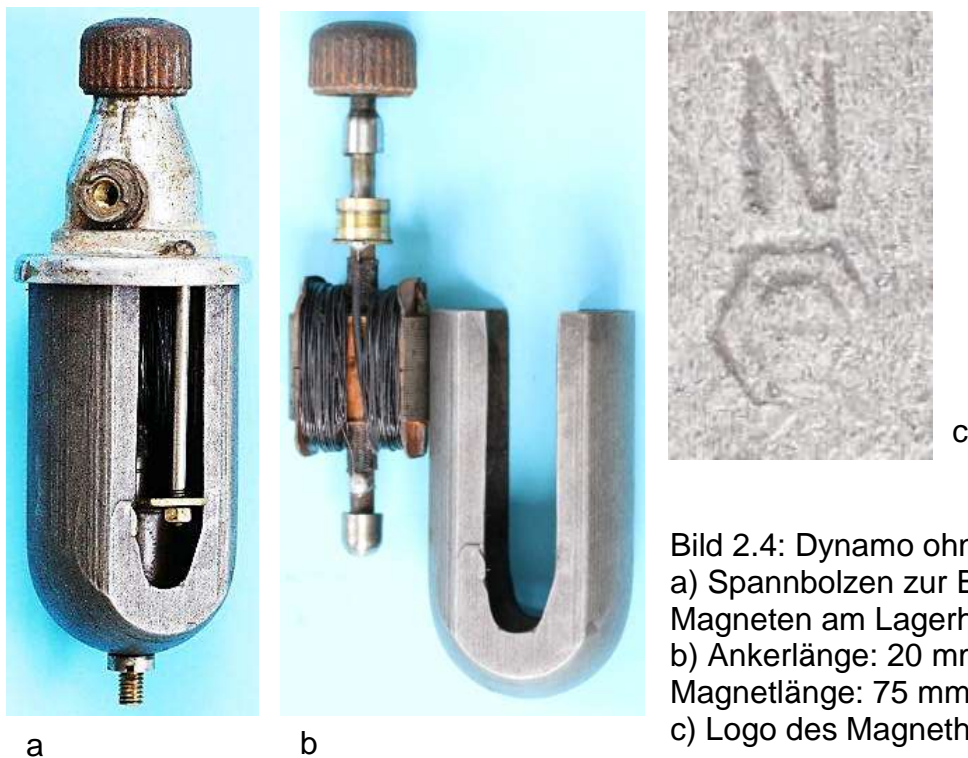 N
c
Bild 2.4: Dynamo
a) Spannbolzen zur
Magneten am
b) Ankerlänge: 20
Magnetlänge: 75 mm
c) Logo des
a
b